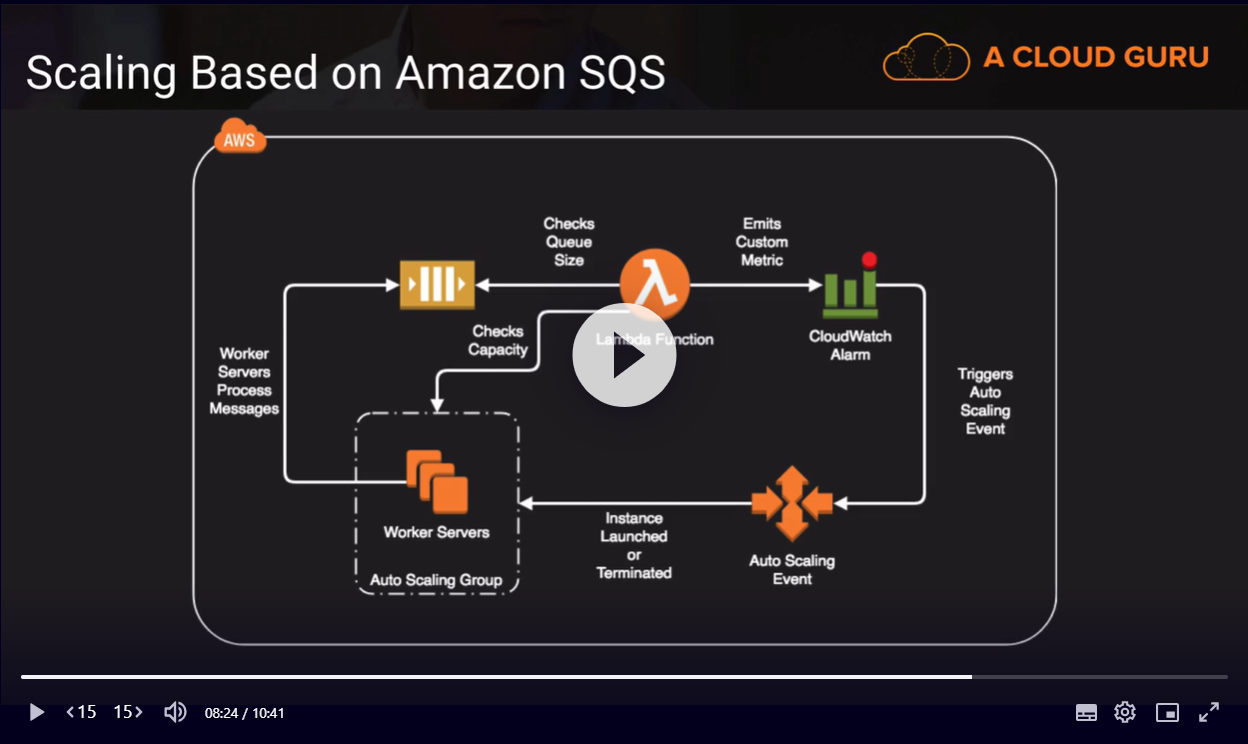 Scaling Based on Amazon SQS
A CLOUD GURU
AWS
Checks
Queue
Size
Emits
Custom
Metric
Checks
Capacity
Lambda Function
CloudWatch
Alarm
Worker
Servers
Process
Messages
Triggers
Auto
Scaling
Event
Worker Servers
Auto Scaling Group
Instance
Launched
or
Terminated
Auto Scaling
Event
15
15
08:24 / 10:41